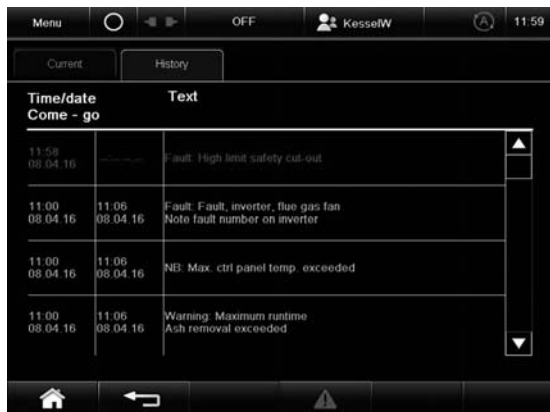 Menu OFF KesselW A 11:59
Current History
Time/date Text
Come - go
11:58 --.--.-- Fault: High limit safety cut-out
08.04.16
11:00 11:06 Fault: Fault, inverter, flue gas fan
08.04.16 08.04.16 Note fault number on inverter
11:00 11:06 NB: Max. ctrl panel temp. exceeded
08.04.16 08.04.16
11:00 11:06 Warning: Maximum runtime
08.04.16 08.04.16 Ash removal exceeded